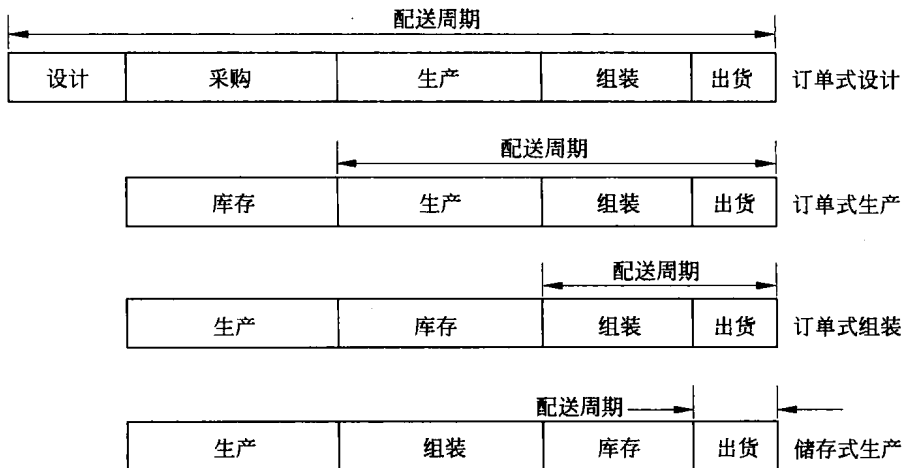 配送周期
设计 采购 生产 组装 出货 订单式设计
配送周期
库存 生产 组装 出货 订单式生产
配送周期
生产 库存 组装 出货 订单式组装
配送周期
生产 组装 库存 出货 储存式生产